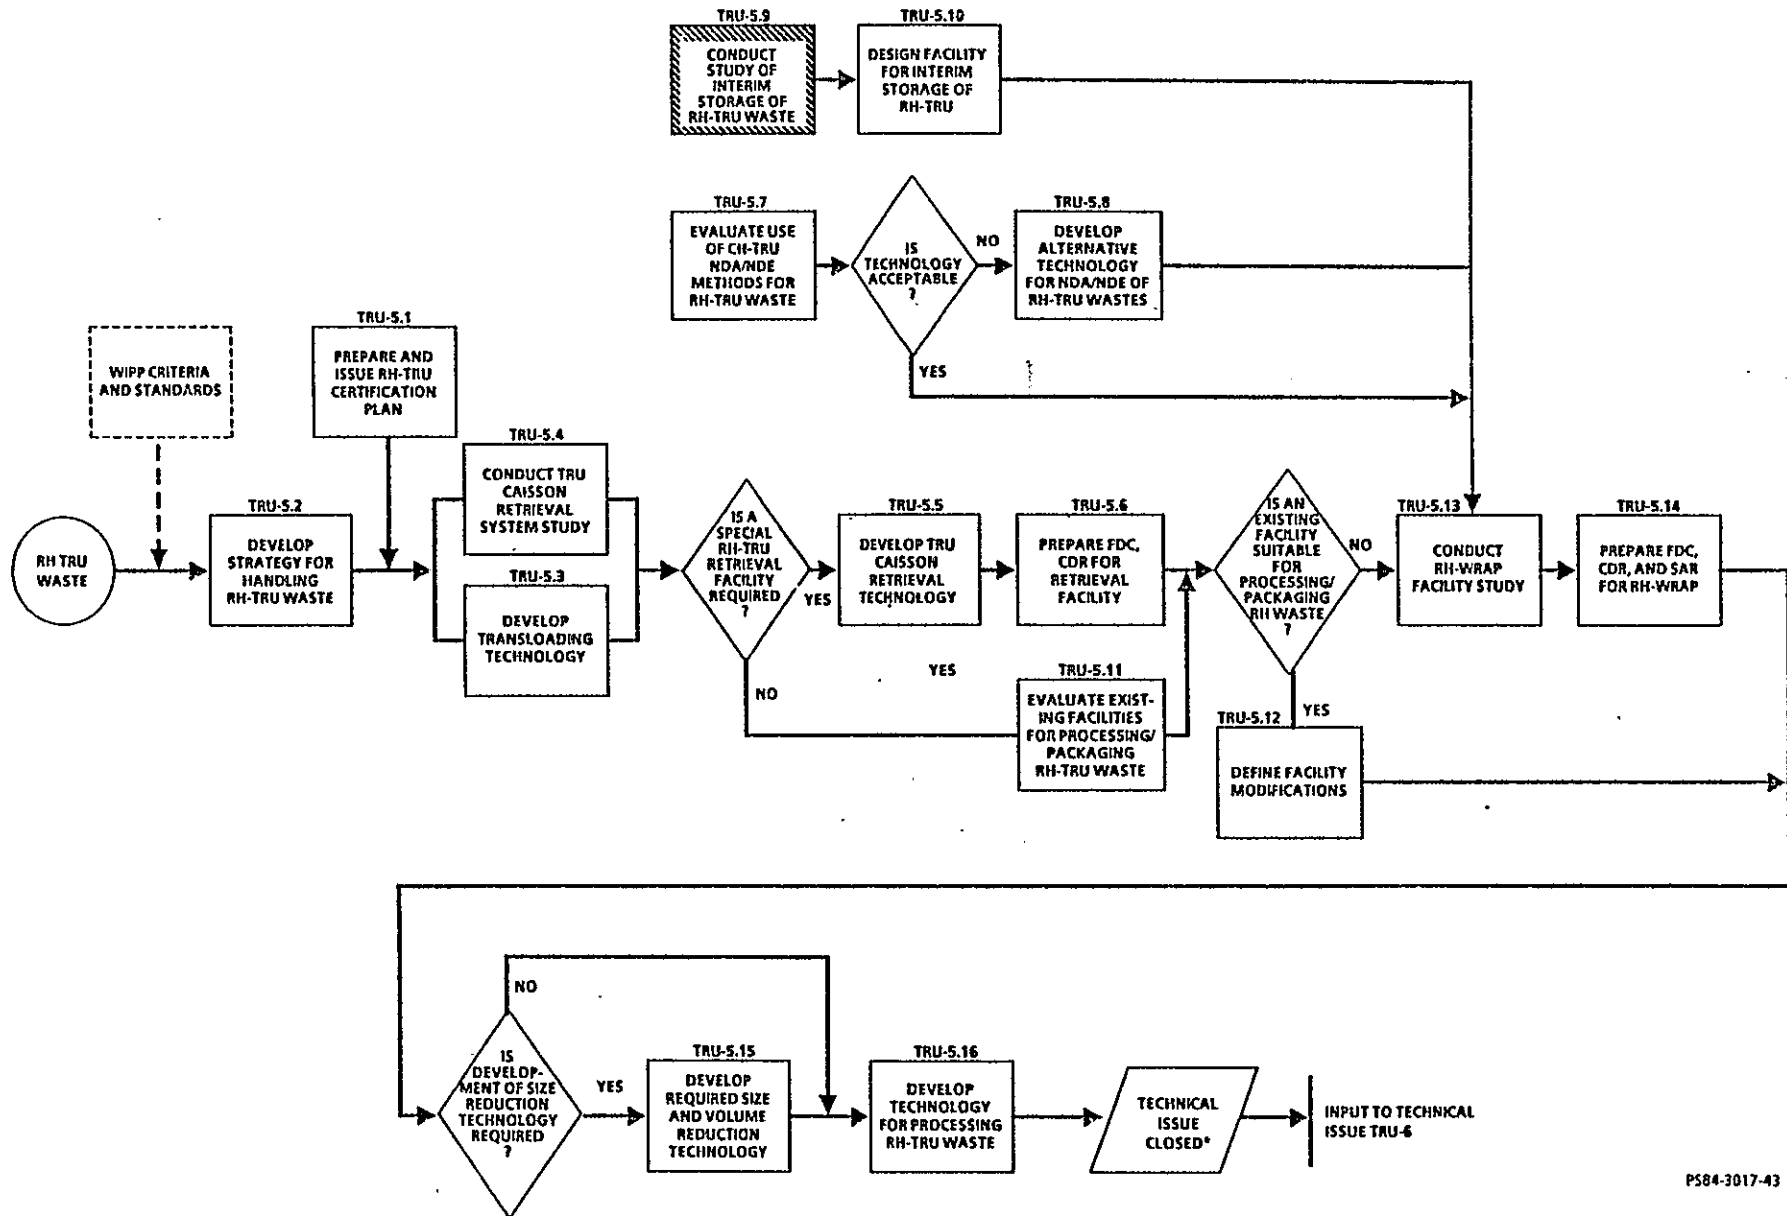 TRU-5.9
CONDUCT
STUDY OF
INTERIM
STORAGE OF
RH-TRU WASTE
TRU-5.10
DESIGN FACILITY
FOR INTERIM
STORAGE OF
RH-TRU
TRU-5.7
EVALUATE USE
OF CH-TRU
NDA/NDE
METHODS FOR
RH-TRU WASTE
IS
TECHNOLOGY
ACCEPTABLE
?
NO
YES
TRU-5.8
DEVELOP
ALTERNATIVE
TECHNOLOGY
FOR NDA/NDE OF
RH-TRU WASTES
WIPP CRITERIA
AND STANDARDS
TRU-5.1
PREPARE AND
ISSUE RH-TRU
CERTIFICATION
PLAN
RH TRU
WASTE
TRU-5.2
DEVELOP
STRATEGY FOR
HANDLING
RH-TRU WASTE
TRU-5.4
CONDUCT TRU
CAISSON
RETRIEVAL
SYSTEM STUDY
TRU-5.3
DEVELOP
TRANSLOADING
TECHNOLOGY
IS A
SPECIAL
RH-TRU
RETRIEVAL
FACILITY
REQUIRED
?
YES
NO
TRU-5.5
DEVELOP TRU
CAISSON
RETRIEVAL
TECHNOLOGY
TRU-5.6
PREPARE FDC,
CDR FOR
RETRIEVAL
FACILITY
YES
TRU-5.11
EVALUATE EXIST-
ING FACILITIES
FOR PROCESSING/
PACKAGING
RH-TRU WASTE
IS AN
EXISTING
FACILITY
SUITABLE
FOR
PROCESSING/
PACKAGING
RH WASTE
?
NO
YES
TRU-5.12
DEFINE FACILITY
MODIFICATIONS
TRU-5.13
CONDUCT
RH-WRAP
FACILITY STUDY
TRU-5.14
PREPARE FDC,
CDR, AND SAR
FOR RH-WRAP
IS
DEVELOP-
MENT OF SIZE
REDUCTION
TECHNOLOGY
REQUIRED
?
NO
YES
TRU-5.15
DEVELOP
REQUIRED SIZE
AND VOLUME
REDUCTION
TECHNOLOGY
TRU-5.16
DEVELOP
TECHNOLOGY
FOR PROCESSING
RH-TRU WASTE
TECHNICAL
ISSUE
CLOSED*
INPUT TO TECHNICAL
ISSUE TRU-6
PS84-3017-43